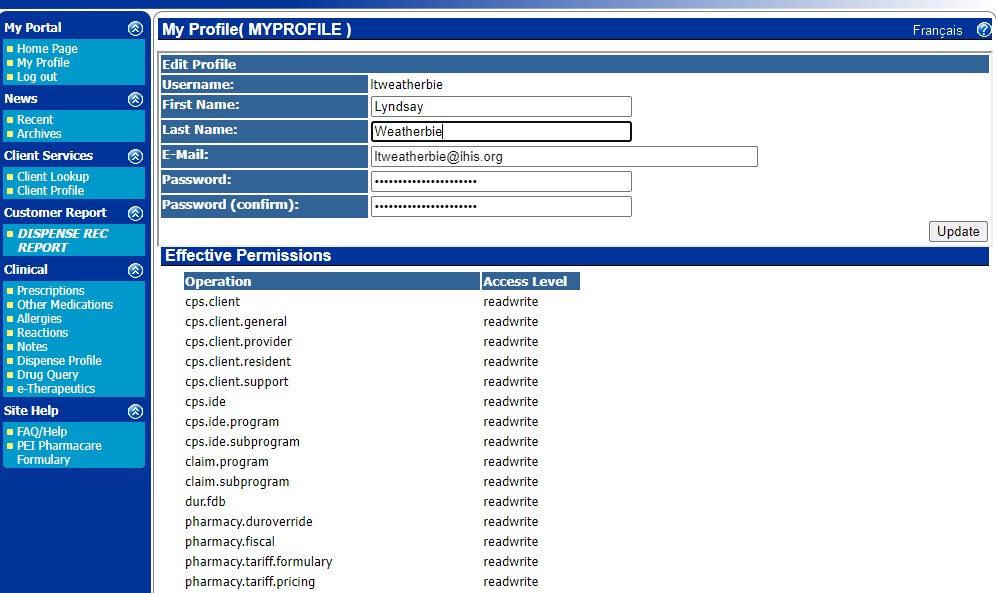 My Portal
Home Page
My Profile
Log out
News
Recent
Archives
Client Services
Client Lookup
Client Profile
Customer Report
DISPENSE REC
REPORT
Clinical
Prescriptions
Other Medications
Allergies
Reactions
Notes
Dispense Profile
Drug Query
e-Therapeutics
Site Help
FAQ/Help
PEI Pharmacare
Formulary
My Profile( MYPROFILE )
Français ?
Edit Profile
Username: ltweatherbie
First Name: Lyndsay
Last Name: Weatherbie
E-Mail: ltweatherbie@ihis.org
Password: •••••••••••••••••••••
Password (confirm): •••••••••••••••••••••
Update
Effective Permissions
Operation Access Level
cps.client readwrite
cps.client.general readwrite
cps.client.provider readwrite
cps.client.resident readwrite
cps.client.support readwrite
cps.ide readwrite
cps.ide.program readwrite
cps.ide.subprogram readwrite
claim.program readwrite
claim.subprogram readwrite
dur.fdb readwrite
pharmacy.duroverride readwrite
pharmacy.fiscal readwrite
pharmacy.tariff.formulary readwrite
pharmacy.tariff.pricing readwrite